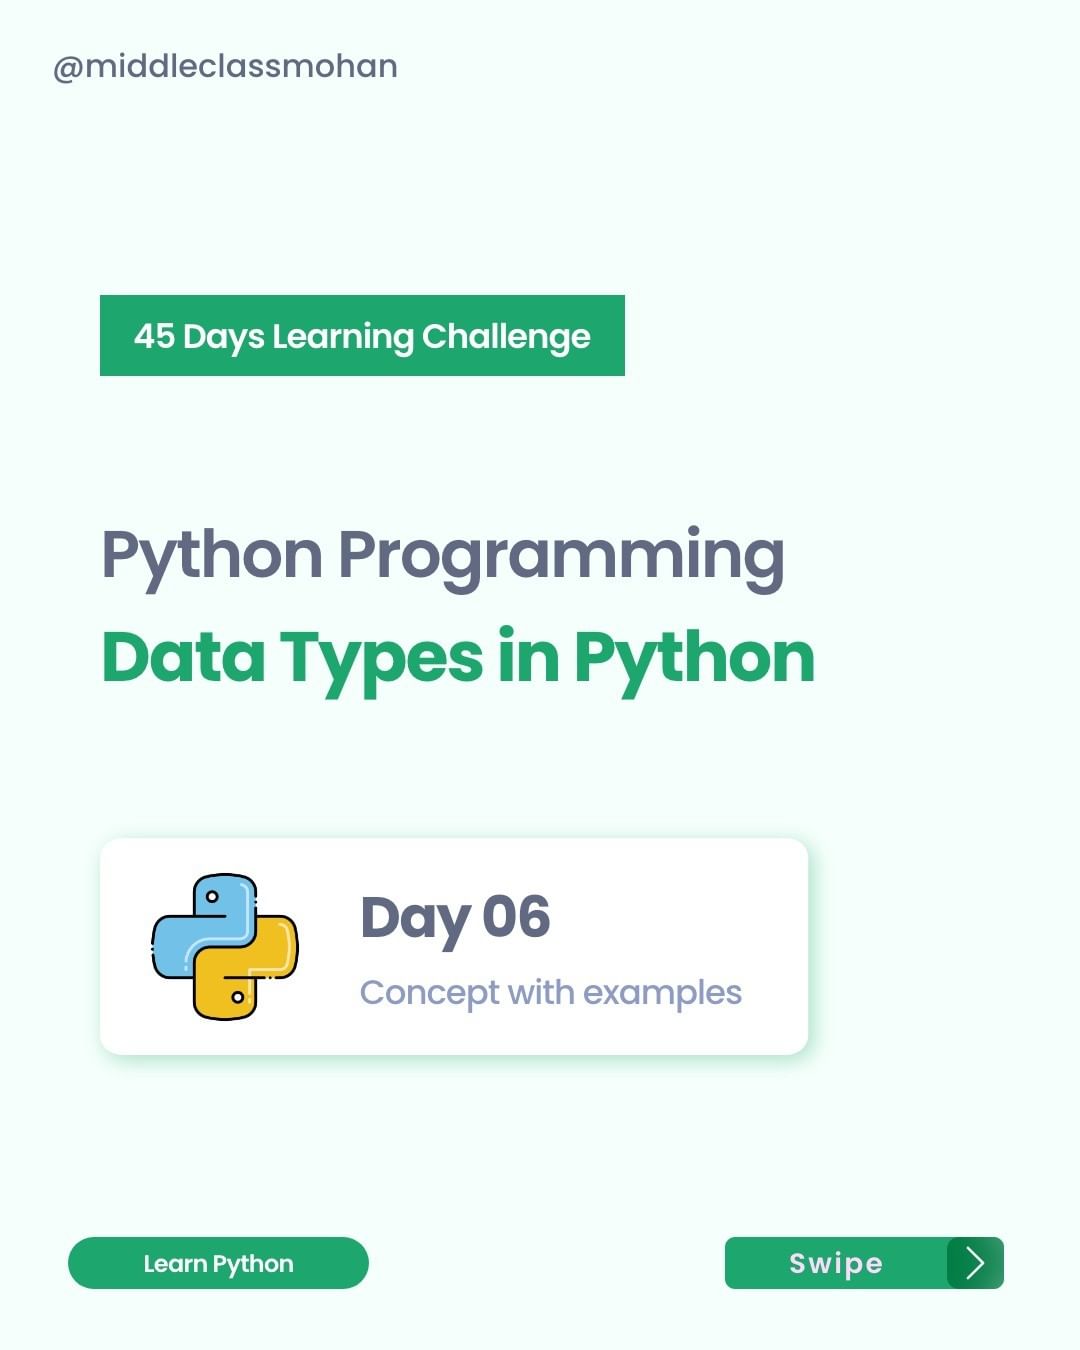 @middleclassmohan
45 Days Learning Challenge
Python Programming
Data Types in Python
Day 06
Concept with examples
Learn Python
Swipe